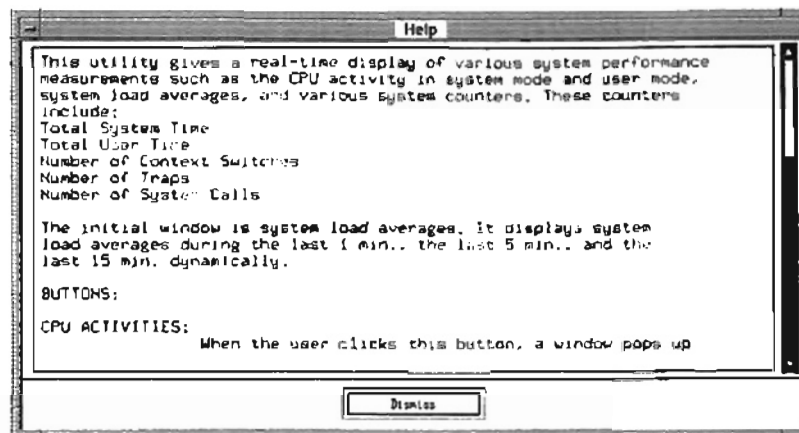 Help
This utility gives a real-time display of various system performance
measurements such as the CPU activity in system mode and user mode,
system load averages, and various system counters. These counters
include:
Total System Time
Total User Time
Number of Context Switches
Number of Traps
Number of System Calls
The initial window is system load averages. It displays system
load averages during the last 1 min., the last 5 min., and the
last 15 min. dynamically.
BUTTONS:
CPU ACTIVITIES:
When the user clicks this button, a window pops up
Dismiss